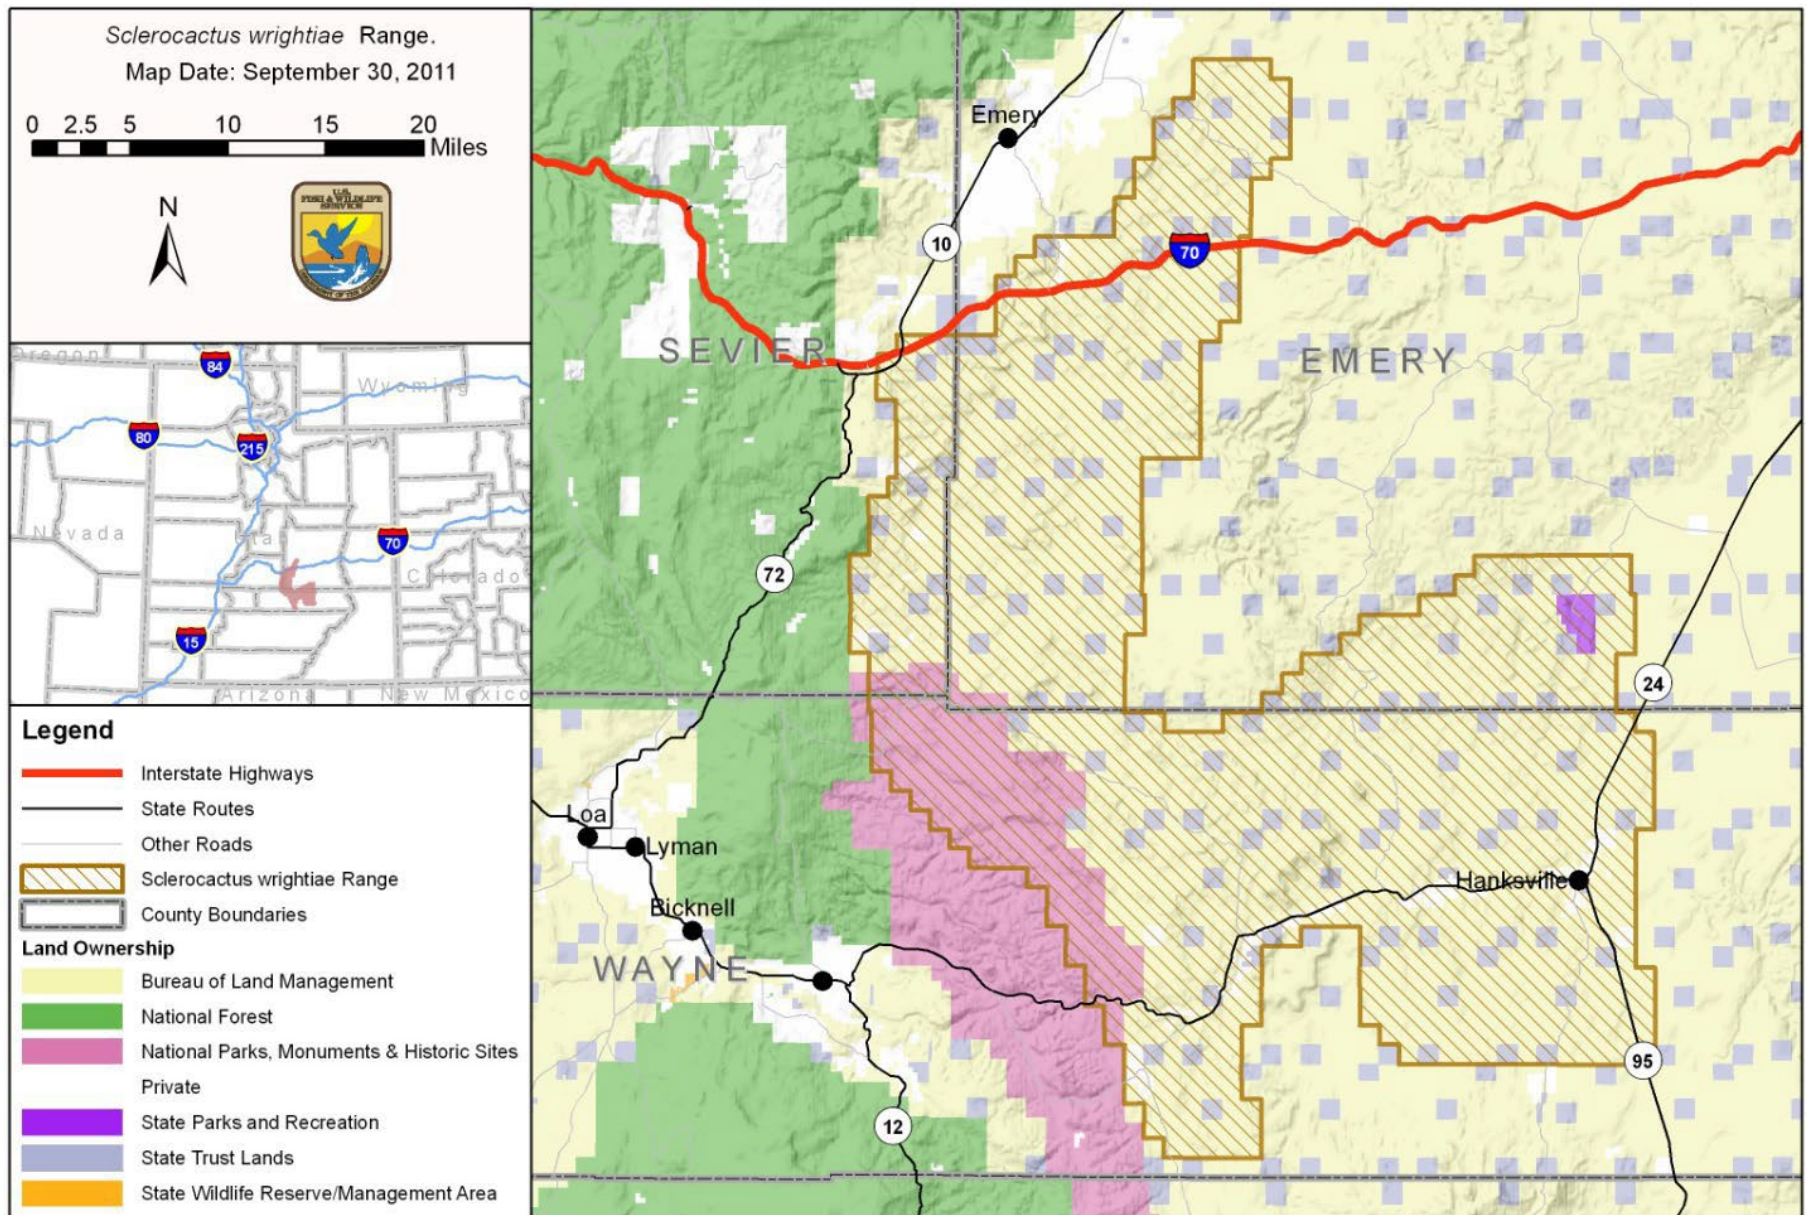 Sclerocactus wrightiae Range.
Map Date: September 30, 2011
0 2.5 5 10 15 20
Miles
N
U.S.
FISH & WILDLIFE
SERVICE
Oregon
84
Wyoming
80
215
Nevada
70
Colorado
15
Arizona
New Mexico
Legend
Interstate Highways
State Routes
Other Roads
Sclerocactus wrightiae Range
County Boundaries
Land Ownership
Bureau of Land Management
National Forest
National Parks, Monuments & Historic Sites
Private
State Parks and Recreation
State Trust Lands
State Wildlife Reserve/Management Area
Emery
10
70
SEVIER
EMERY
72
24
Loa
Lyman
Hanksville
Bicknell
WAYNE
95
12